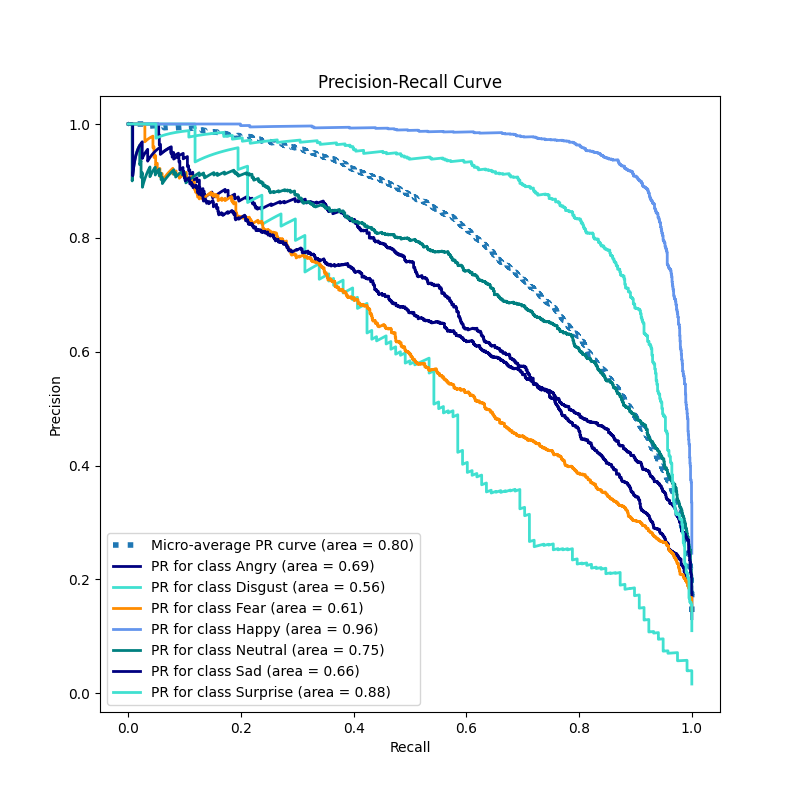 Precision-Recall Curve
1.0
0.8
0.6
0.4
0.2
0.0
Precision
Micro-average PR curve (area = 0.80)
PR for class Angry (area = 0.69)
PR for class Disgust (area = 0.56)
PR for class Fear (area = 0.61)
PR for class Happy (area = 0.96)
PR for class Neutral (area = 0.75)
PR for class Sad (area = 0.66)
PR for class Surprise (area = 0.88)
0.0 0.2 0.4 0.6 0.8 1.0
Recall